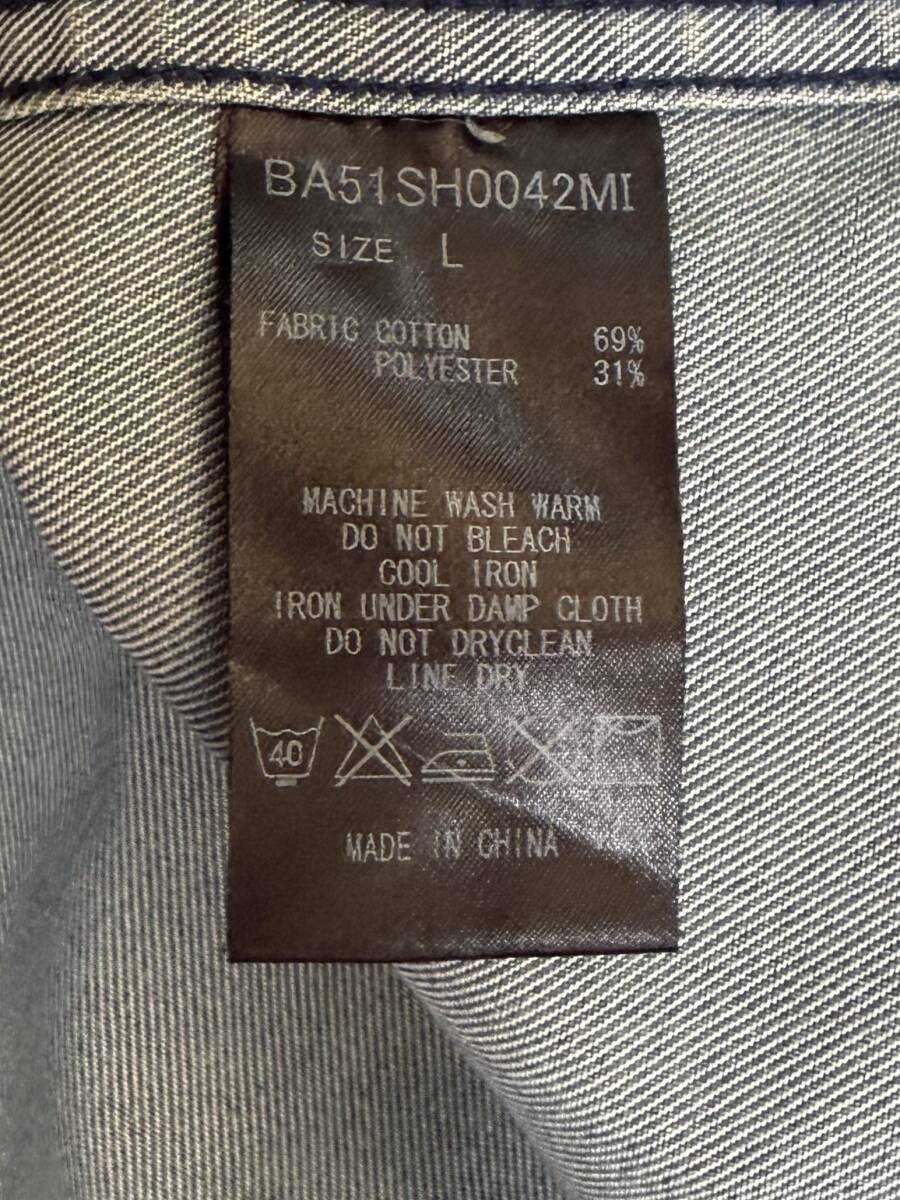 BA51SH0042MI
SIZE L
FABRIC COTTON 69%
POLYESTER 31%
MACHINE WASH WARM
DO NOT BLEACH
COOL IRON
IRON UNDER DAMP CLOTH
DO NOT DRYCLEAN
LINE DRY
40
MADE IN CHINA